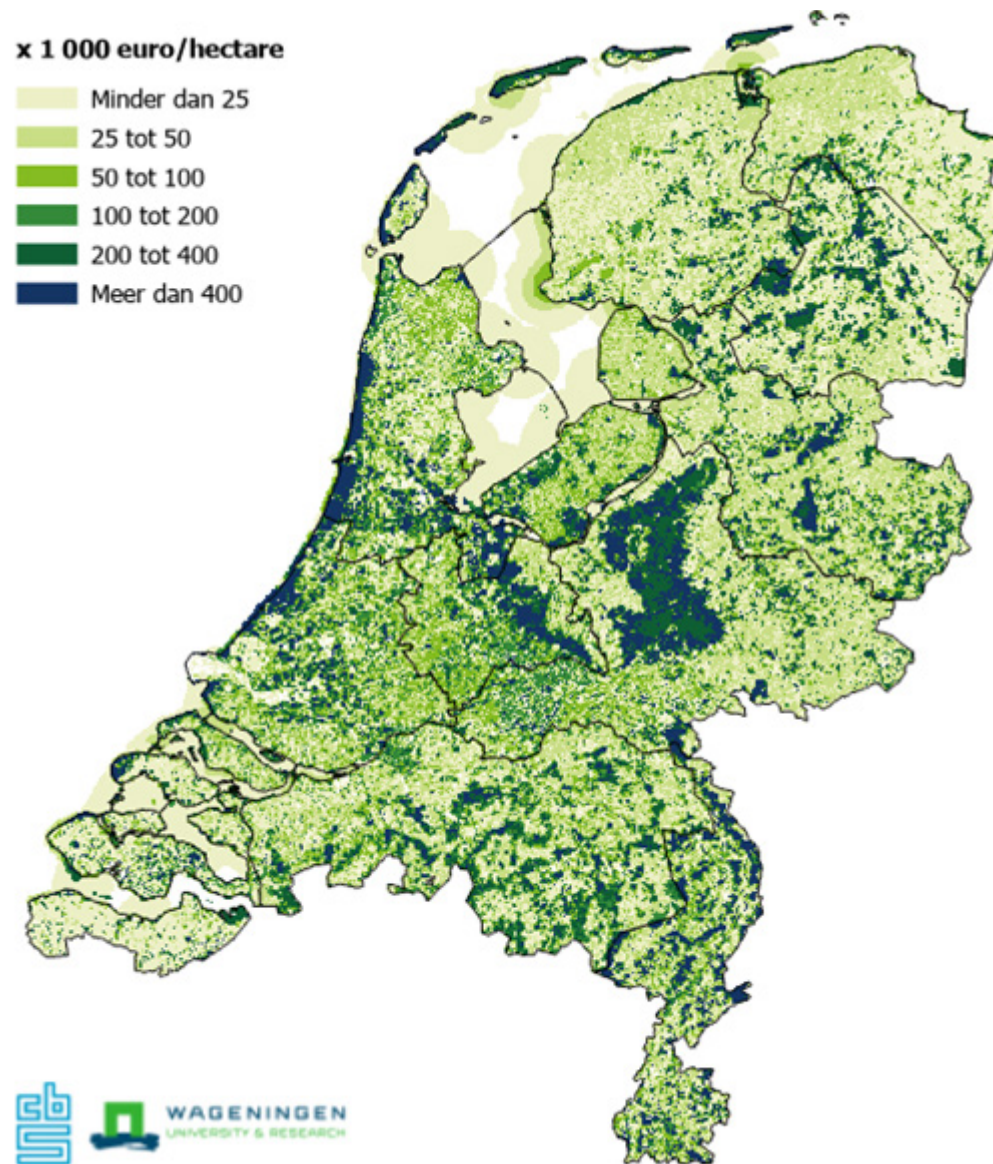 x 1 000 euro/hectare
Minder dan 25
25 tot 50
50 tot 100
100 tot 200
200 tot 400
Meer dan 400
cbs
WAGENINGEN
UNIVERSITY & RESEARCH